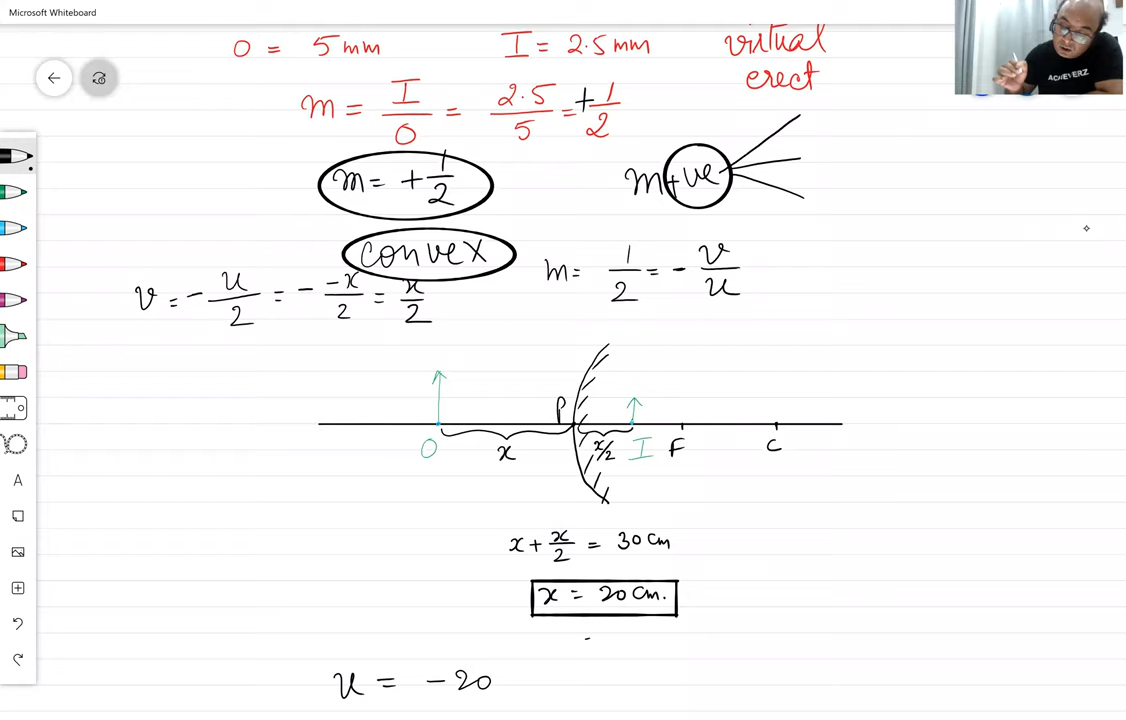 Microsoft Whiteboard
O = 5 mm I = 2.5 mm virtual
erect
ACHIEVERZ
m = I/O = 2.5/5 = +1/2
m = +1/2 m +ve
convex
m = 1/2 = - v/u
v = - u/2 = - -x/2 = x/2
P
O x x/2 I F C
x + x/2 = 30 cm
x = 20 cm.
u = -20
A